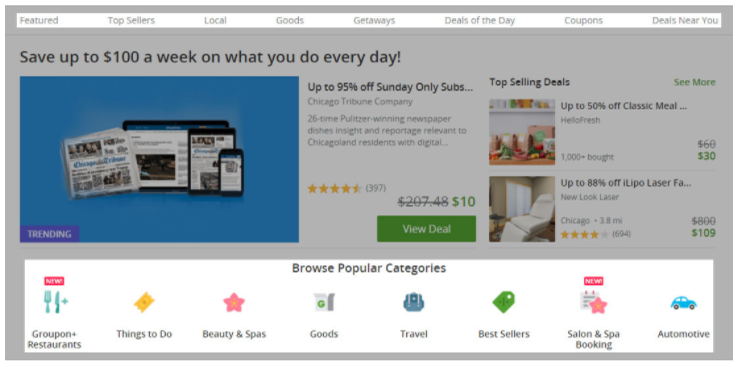 Featured Top Sellers Local Goods Getaways Deals of the Day Coupons Deals Near You
Save up to $100 a week on what you do every day!
Chicago Tribune
TRENDING
Up to 95% off Sunday Only Subs...
Chicago Tribune Company
26-time Pulitzer-winning newspaper
dishes insight and reportage relevant to
Chicagoland residents with digital...
(397)
$207.48 $10
View Deal
Top Selling Deals See More
Up to 50% off Classic Meal ...
HelloFresh
$60
1,000+ bought $30
Up to 88% off iLipo Laser Fa...
New Look Laser
Chicago • 3.8 mi $800
(694) $109
Browse Popular Categories
NEW! NEW!
G
Groupon+ Things to Do Beauty & Spas Goods Travel Best Sellers Salon & Spa Automotive
Restaurants Booking